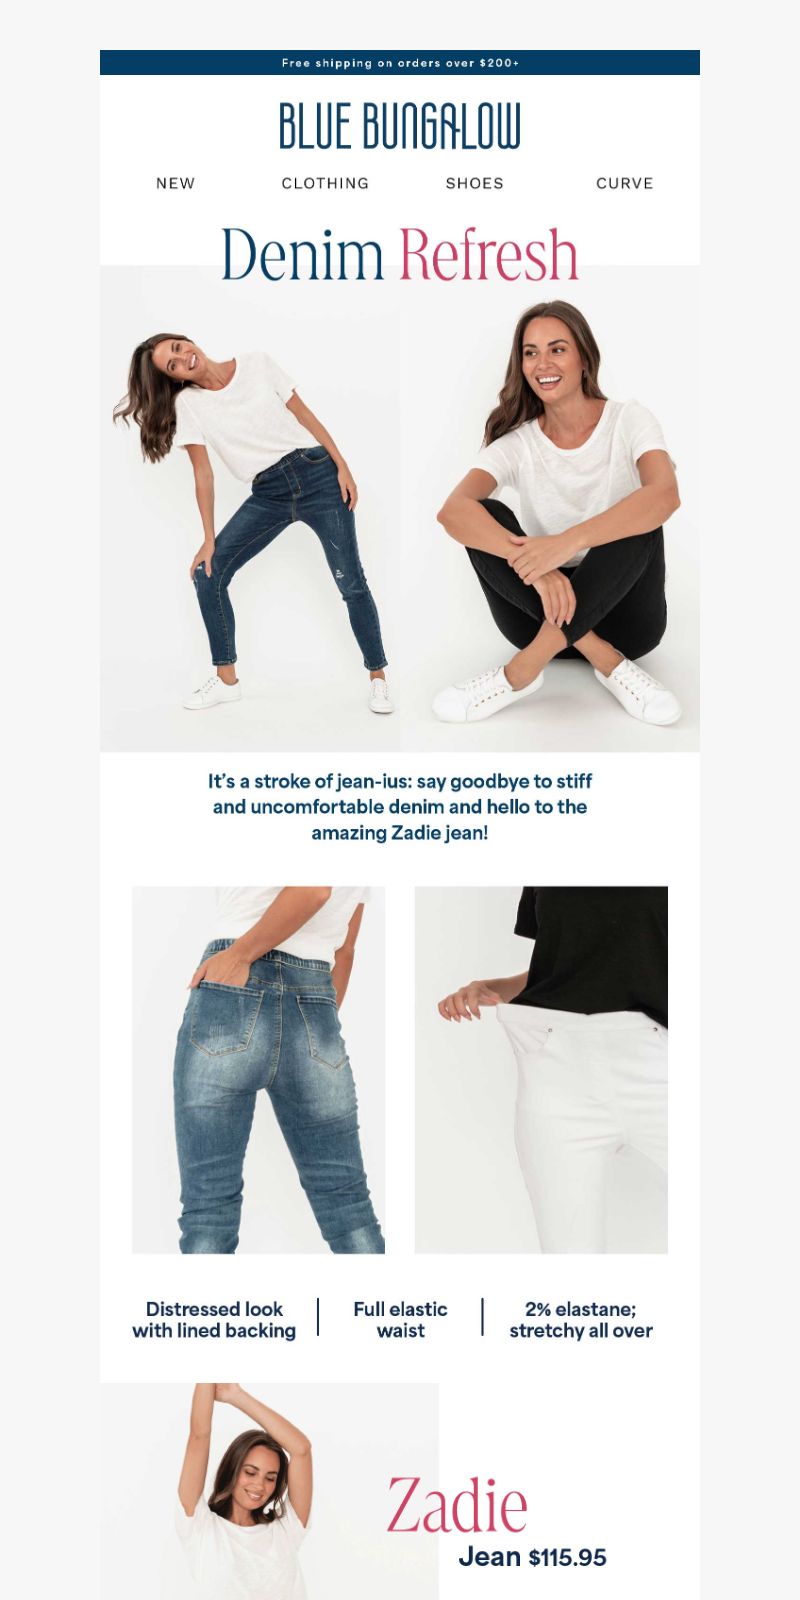 Free shipping on orders over $200+
BLUE BUNGALOW
NEW CLOTHING SHOES CURVE
Denim Refresh
It's a stroke of jean-ius: say goodbye to stiff
and uncomfortable denim and hello to the
amazing Zadie jean!
Distressed look
with lined backing
Full elastic
waist
2% elastane;
stretchy all over
Zadie
Jean $115.95